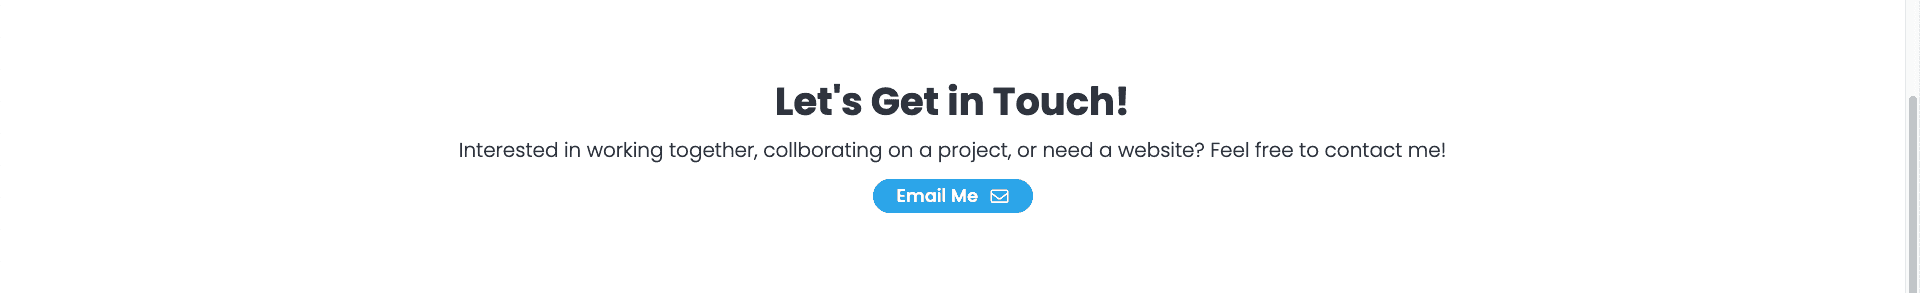 Let's Get in Touch!
Interested in working together, collborating on a project, or need a website? Feel free to contact me!
Email Me